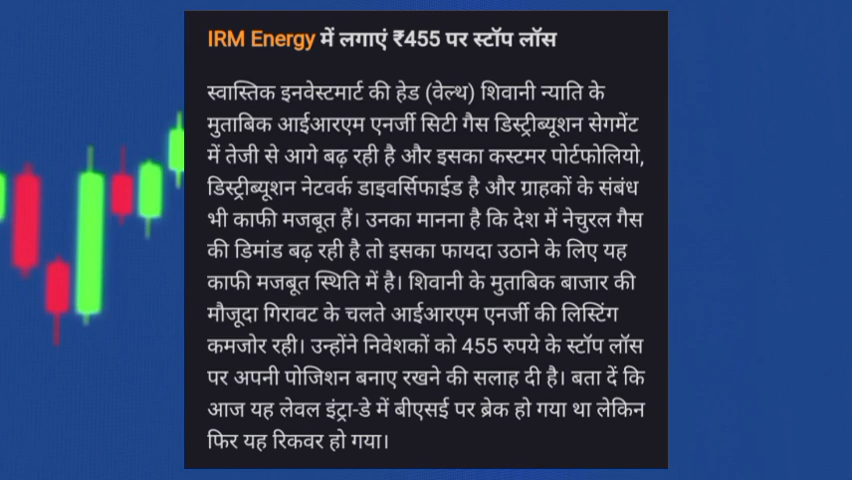 IRM Energy में लगाएं ₹455 पर स्टॉप लॉस
स्वास्तिक इनवेस्टमार्ट की हेड (वेल्थ) शिवानी न्याति के
मुताबिक आईआरएम एनर्जी सिटी गैस डिस्ट्रीब्यूशन सेगमेंट
में तेजी से आगे बढ़ रही है और इसका कस्टमर पोर्टफोलियो,
डिस्ट्रीब्यूशन नेटवर्क डाइवर्सिफाईड है और ग्राहकों के संबंध
भी काफी मजबूत हैं। उनका मानना है कि देश में नेचुरल गैस
की डिमांड बढ़ रही है तो इसका फायदा उठाने के लिए यह
काफी मजबूत स्थिति में है। शिवानी के मुताबिक बाजार की
मौजूदा गिरावट के चलते आईआरएम एनर्जी की लिस्टिंग
कमजोर रही। उन्होंने निवेशकों को 455 रुपये के स्टॉप लॉस
पर अपनी पोजिशन बनाए रखने की सलाह दी है। बता दें कि
आज यह लेवल इंट्रा-डे में बीएसई पर ब्रेक हो गया था लेकिन
फिर यह रिकवर हो गया।